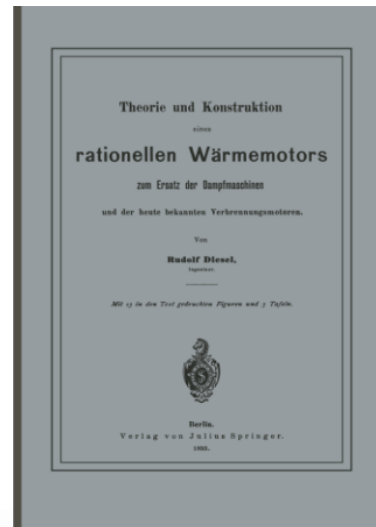 Theorie und Konstruktion
eines
rationellen Wärmemotors
zum Ersatz der Dampfmaschinen
und der heute bekannten Verbrennungsmotoren.
Von
Rudolf Diesel,
Ingenieur.
Mit 13 in den Text gedruckten Figuren und 3 Tafeln.
Berlin.
Verlag von Julius Springer.
1893.